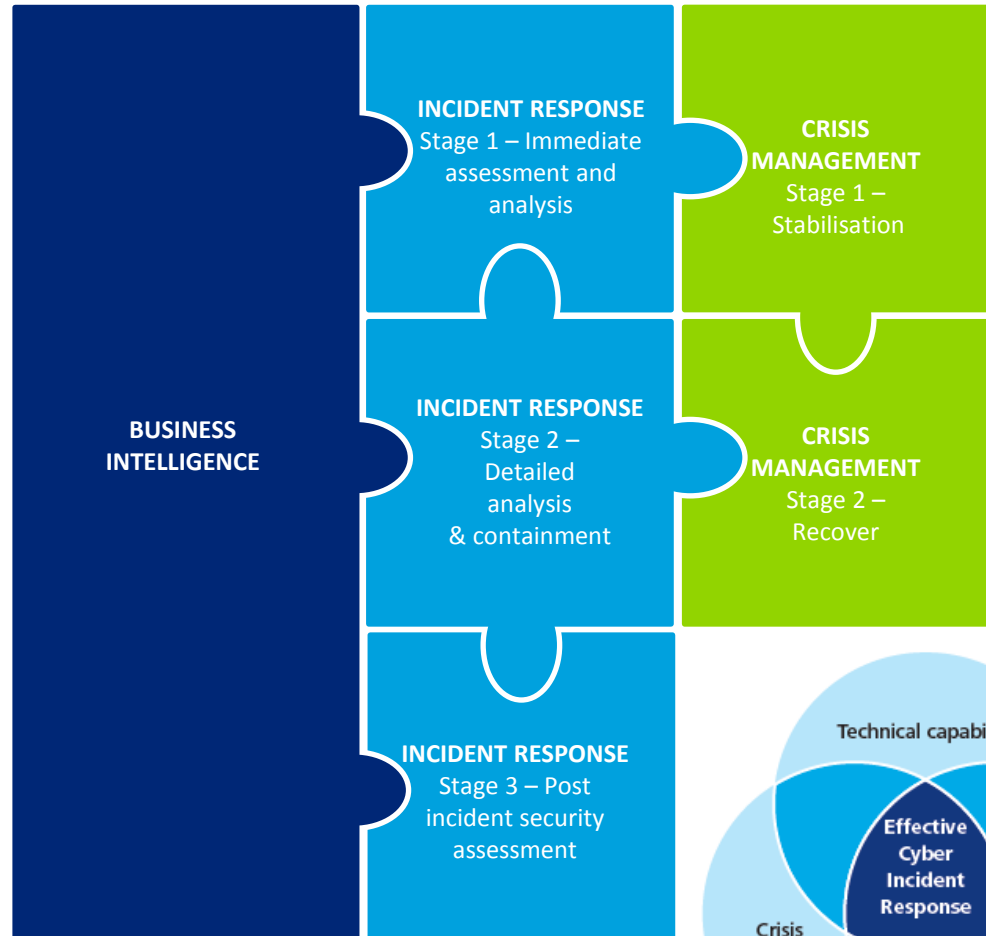 INCIDENT RESPONSE
Stage 1 – Immediate
assessment and
analysis
CRISIS
MANAGEMENT
Stage 1 –
Stabilisation
BUSINESS
INTELLIGENCE
INCIDENT RESPONSE
Stage 2 –
Detailed
analysis
& containment
CRISIS
MANAGEMENT
Stage 2 –
Recover
INCIDENT RESPONSE
Stage 3 – Post
incident security
assessment
Technical capabi
Effective
Cyber
Incident
Response
Crisis